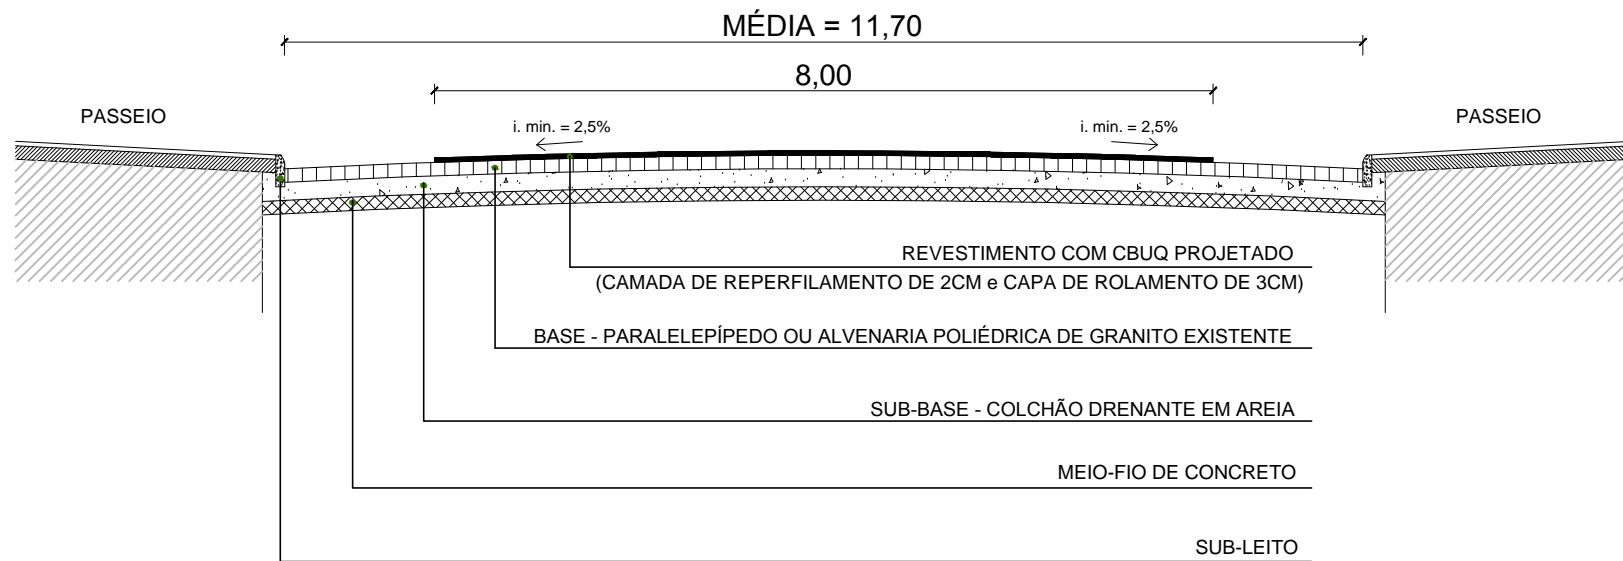 MÉDIA = 11,70
8,00
PASSEIO
PASSEIO
i. min. = 2,5%
i. min. = 2,5%
REVESTIMENTO COM CBUQ PROJETADO
(CAMADA DE REPERFILAMENTO DE 2CM e CAPA DE ROLAMENTO DE 3CM)
BASE - PARALELEPÍPEDO OU ALVENARIA POLIÉDRICA DE GRANITO EXISTENTE
SUB-BASE - COLCHÃO DRENANTE EM AREIA
MEIO-FIO DE CONCRETO
SUB-LEITO